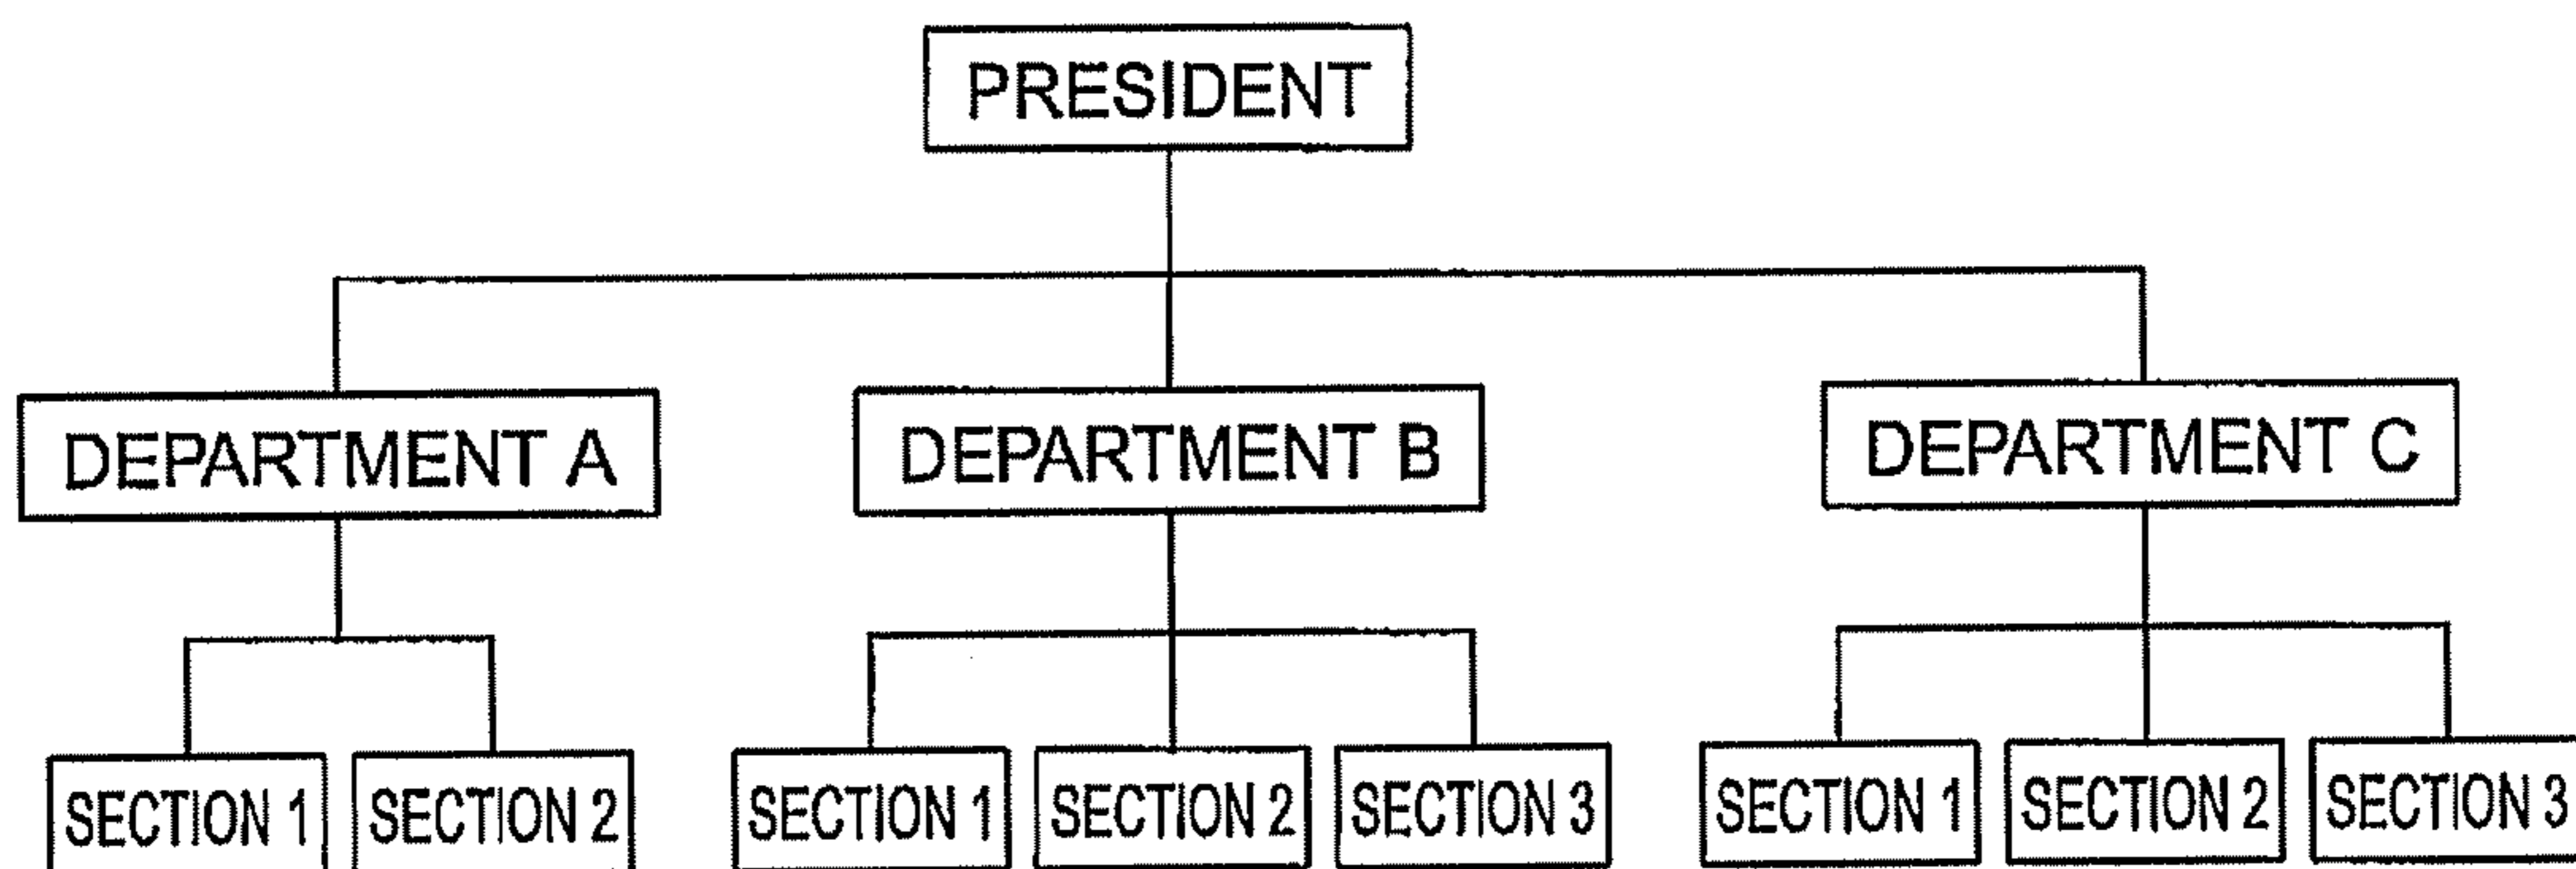 PRESIDENT
DEPARTMENT A DEPARTMENT B DEPARTMENT C
SECTION 1 SECTION 2 SECTION 1 SECTION 2 SECTION 3 SECTION 1 SECTION 2 SECTION 3